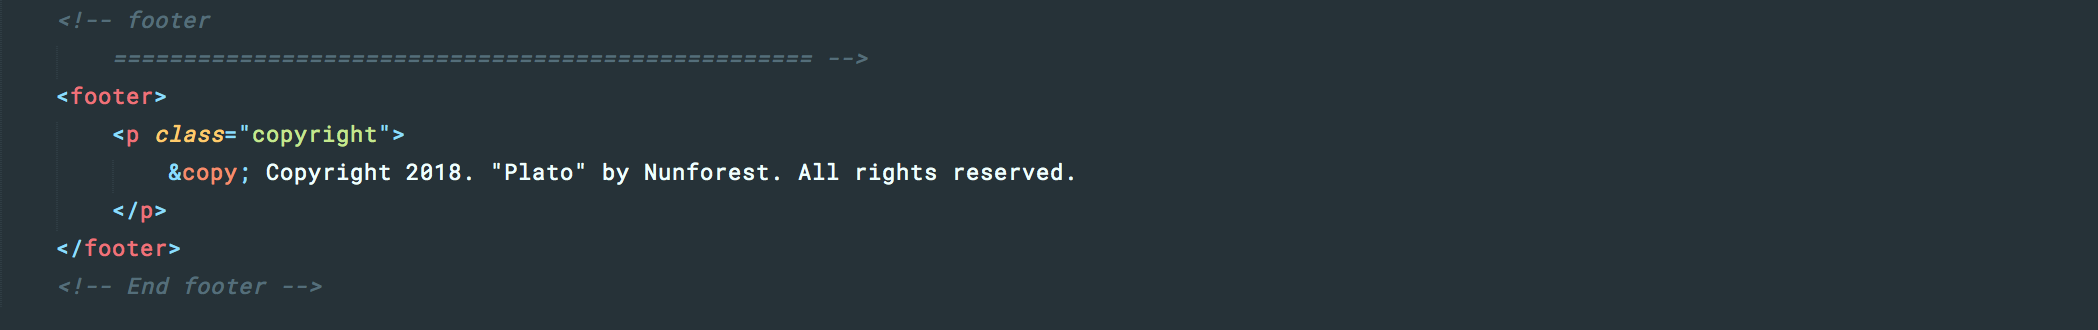 <!-- footer
================================================== -->
<footer>
<p class="copyright">
&copy; Copyright 2018. "Plato" by Nunforest. All rights reserved.
</p>
</footer>
<!-- End footer -->